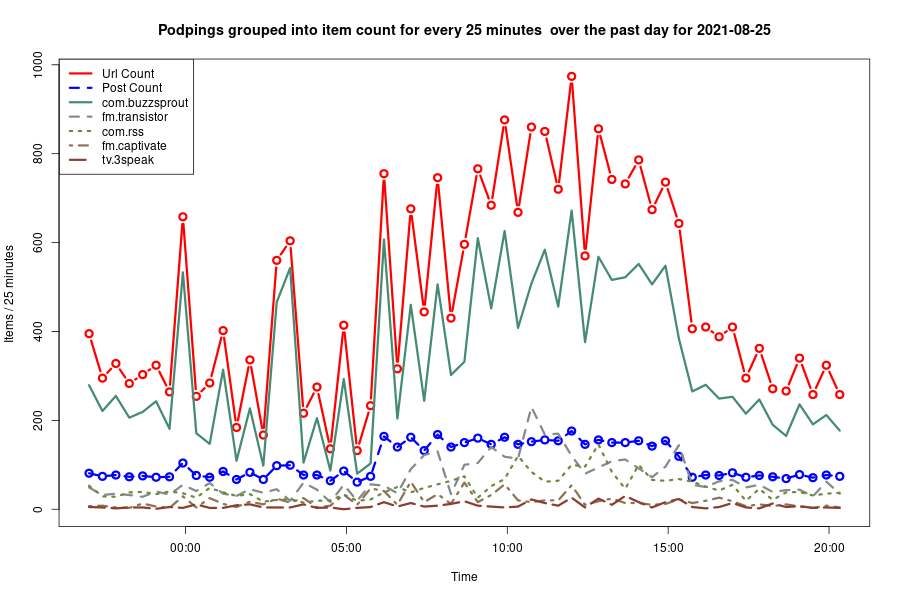 Podpings grouped into item count for every 25 minutes  over the past day for 2021-08-25
Url Count
Post Count
com.buzzsprout
fm.transistor
com.rss
fm.captivate
tv.3speak
Items / 25 minutes
1000
800
600
400
200
0
00:00 05:00 10:00 15:00 20:00
Time